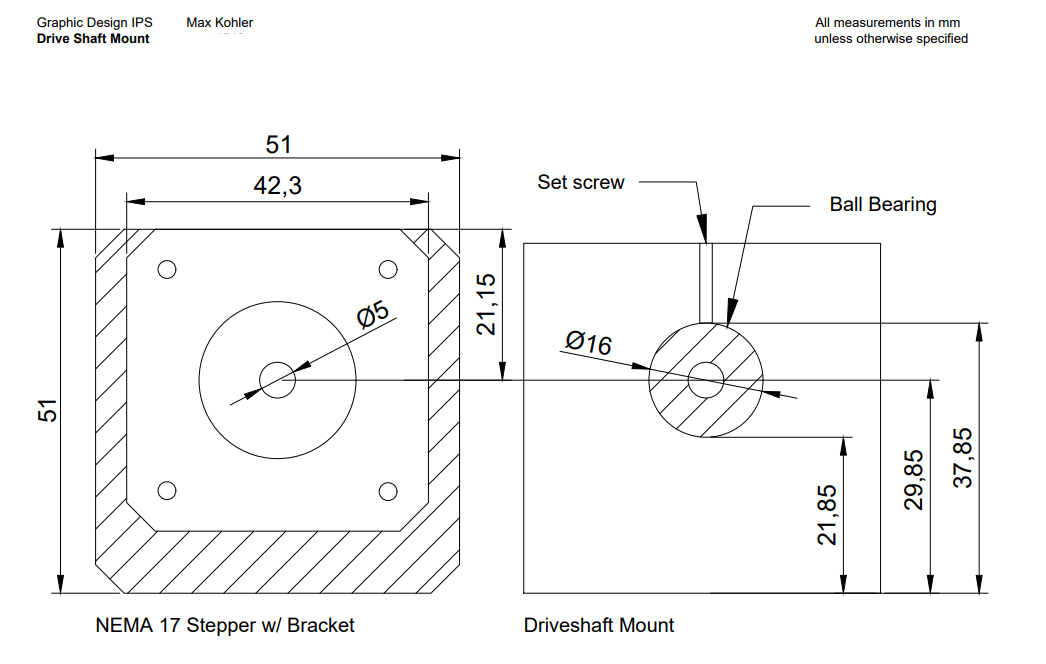 Graphic Design IPS
Max Kohler
All measurements in mm
Drive Shaft Mount
unless otherwise specified
51
42,3
Set screw
Ball Bearing
21,15
Ø5
Ø16
51
37,85
29,85
21,85
NEMA 17 Stepper w/ Bracket
Driveshaft Mount